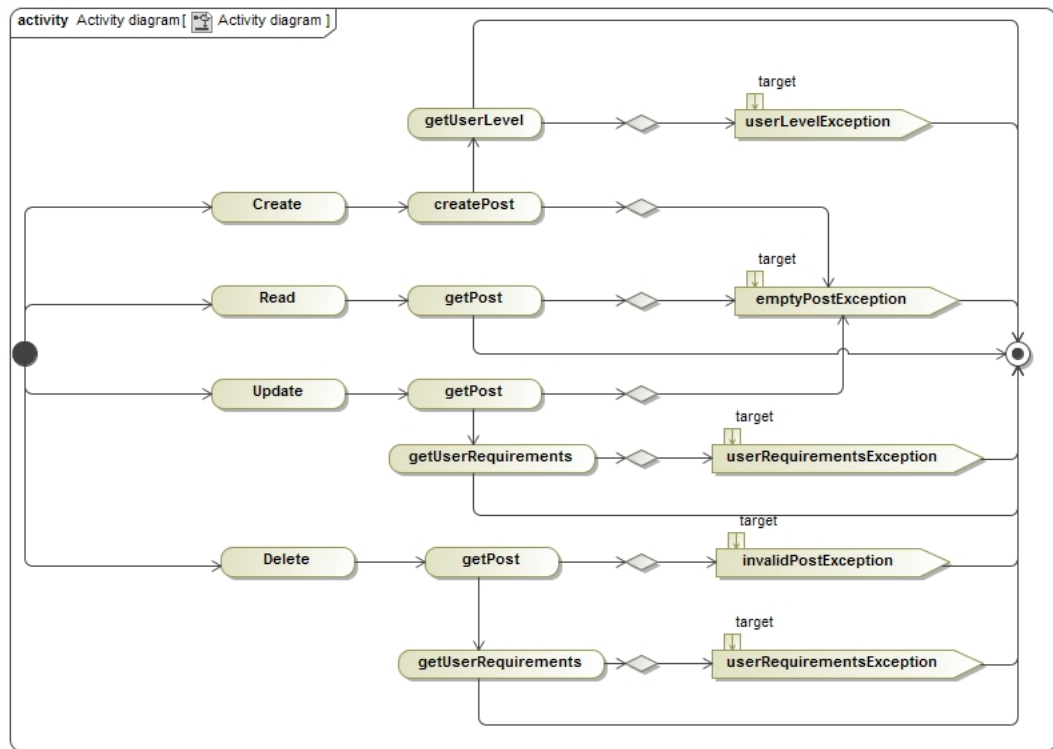 activity Activity diagram [ Activity diagram ]
target
getUserLevel
userLevelException
Create
createPost
target
Read
getPost
emptyPostException
Update
getPost
target
getUserRequirements
userRequirementsException
target
Delete
getPost
invalidPostException
target
getUserRequirements
userRequirementsException